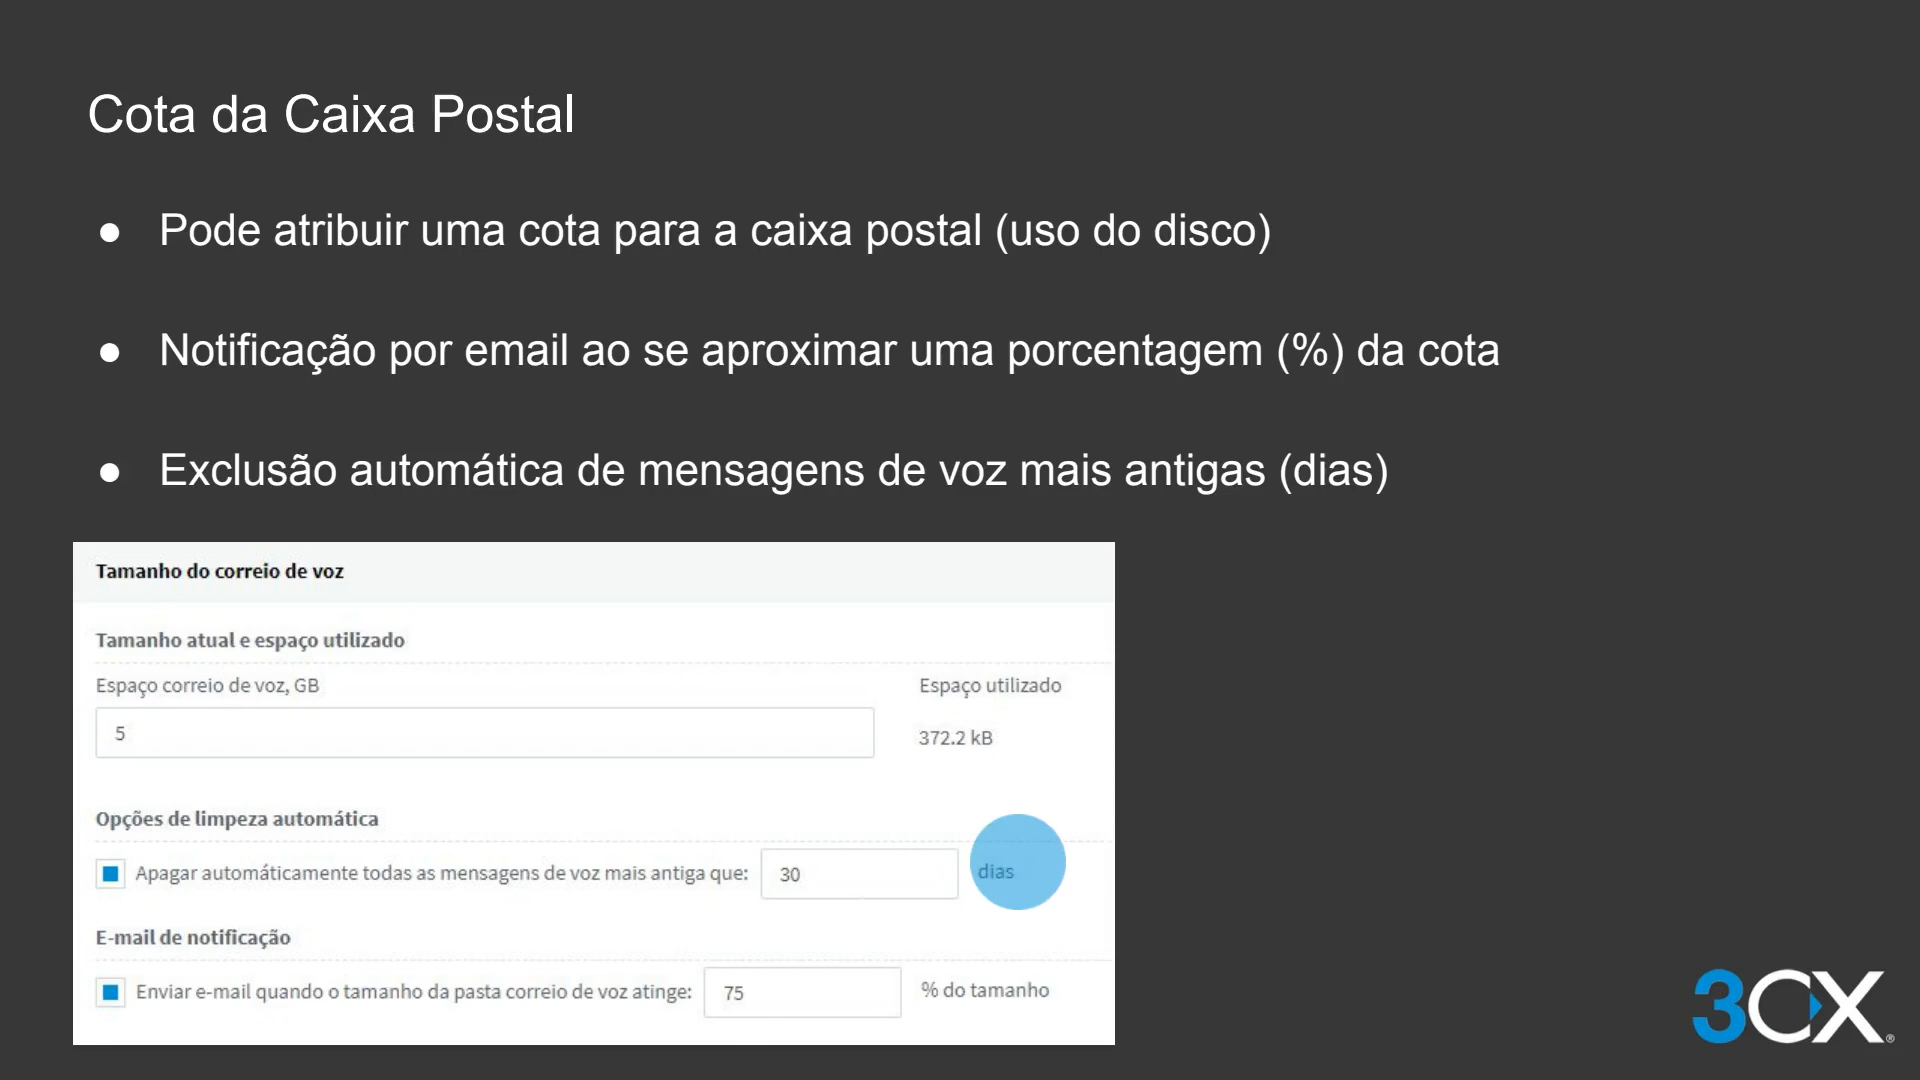 Cota da Caixa Postal
● Pode atribuir uma cota para a caixa postal (uso do disco)
● Notificação por email ao se aproximar uma porcentagem (%) da cota
● Exclusão automática de mensagens de voz mais antigas (dias)
Tamanho do correio de voz
Tamanho atual e espaço utilizado
Espaço correio de voz, GB Espaço utilizado
5 372.2 kB
Opções de limpeza automática
Apagar automáticamente todas as mensagens de voz mais antiga que: 30 dias
E-mail de notificação
Enviar e-mail quando o tamanho da pasta correio de voz atinge: 75 % do tamanho
3CX®